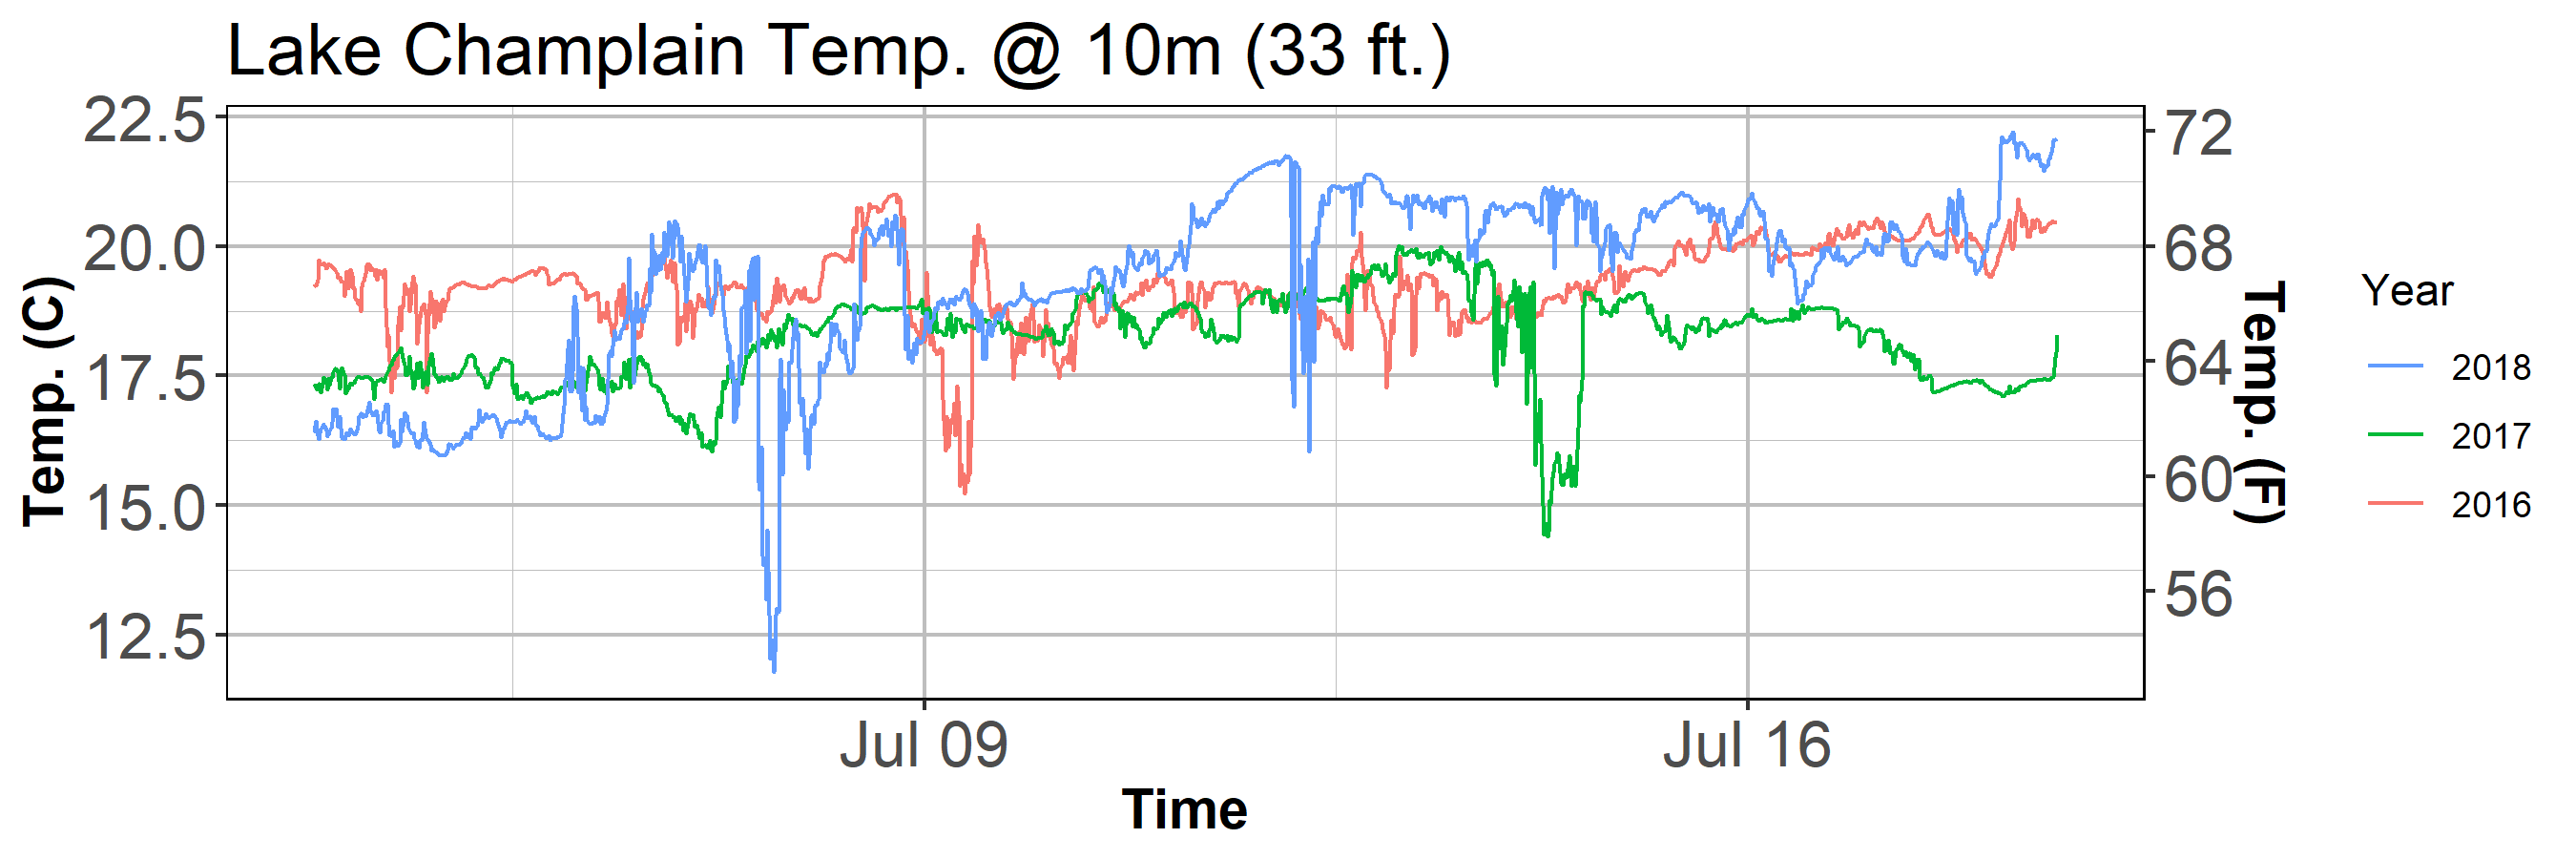 Lake Champlain Temp. @ 10m (33 ft.)
22.5
20.0
17.5
15.0
12.5
Temp. (C)
72
68
64
60
56
Temp. (F)
Jul 09
Jul 16
Time
Year
2018
2017
2016